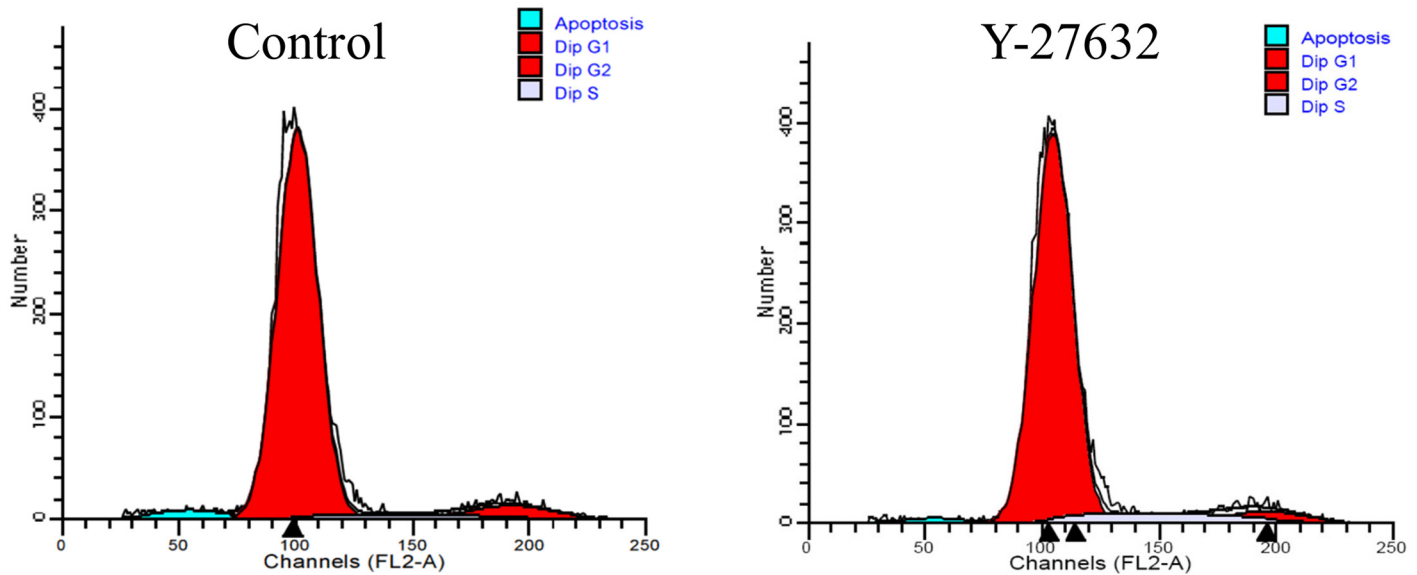 Control
Apoptosis
Dip G1
Dip G2
Dip S
Number
400
300
200
100
0
0 50 100 150 200 250
Channels (FL2-A)
Y-27632
Apoptosis
Dip G1
Dip G2
Dip S
Number
400
300
200
100
0
0 50 100 150 200 250
Channels (FL2-A)